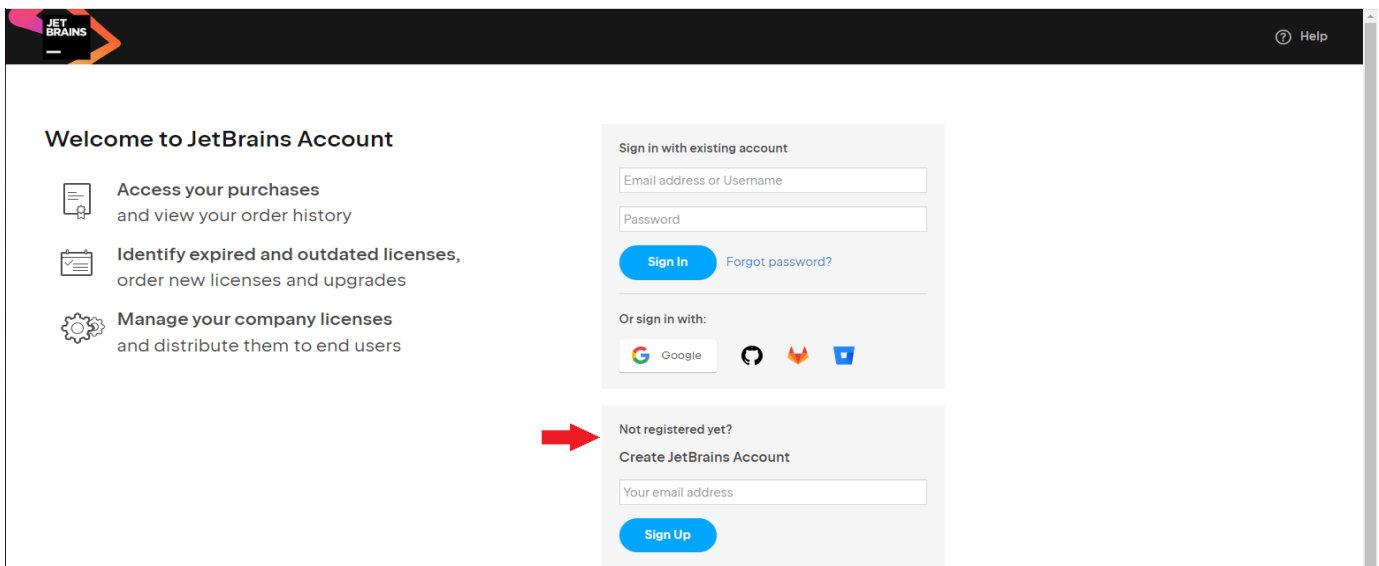 JET
BRAINS
Help
Welcome to JetBrains Account
Access your purchases
and view your order history
Identify expired and outdated licenses,
order new licenses and upgrades
Manage your company licenses
and distribute them to end users
Sign in with existing account
Email address or Username
Password
Sign In Forgot password?
Or sign in with:
Google
Not registered yet?
Create JetBrains Account
Your email address
Sign Up